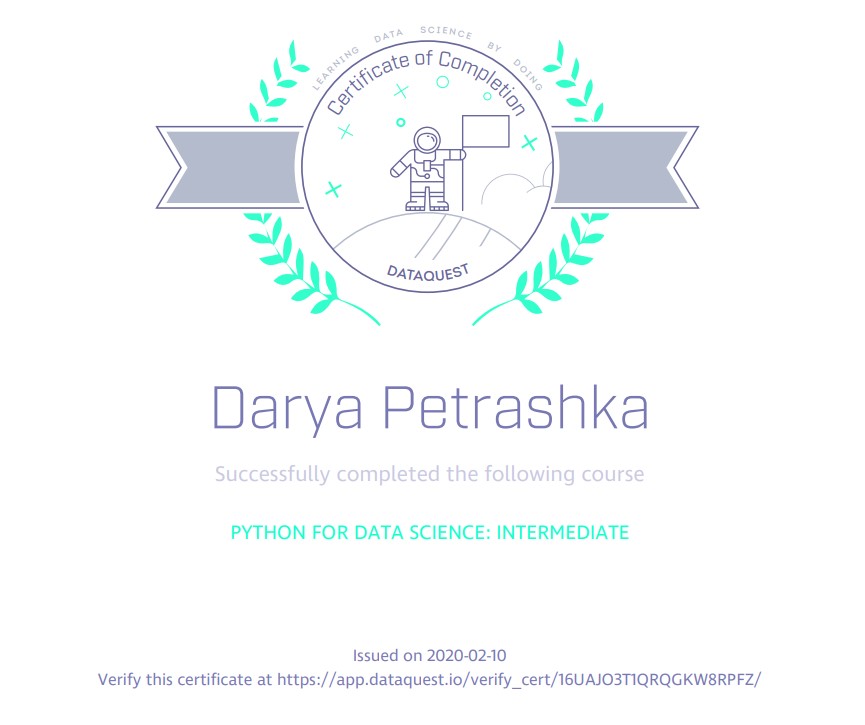 LEARNING DATA SCIENCE BY DOING
Certificate of Completion
DATAQUEST
Darya Petrashka
Successfully completed the following course
PYTHON FOR DATA SCIENCE: INTERMEDIATE
Issued on 2020-02-10
Verify this certificate at https://app.dataquest.io/verify_cert/16UAJO3T1QRQGKW8RPFZ/